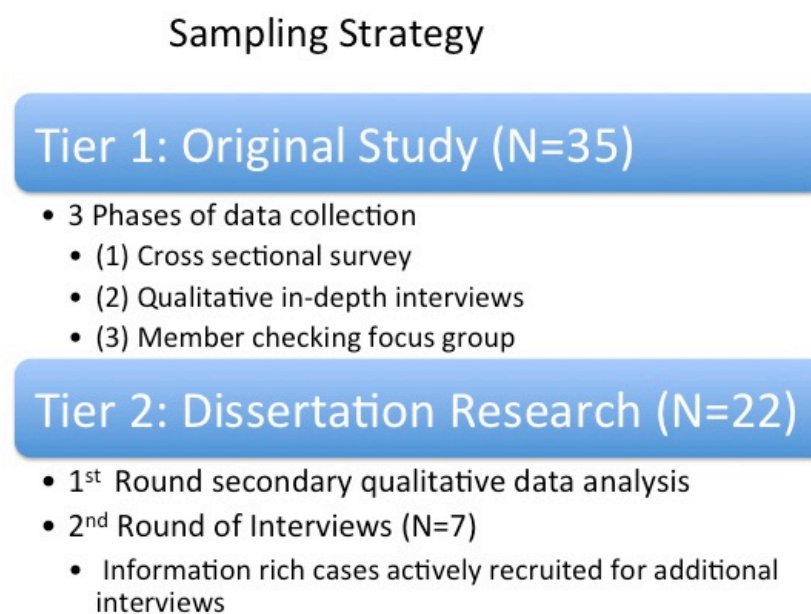 Sampling Strategy
Tier 1: Original Study (N=35)
• 3 Phases of data collection
• (1) Cross sectional survey
• (2) Qualitative in-depth interviews
• (3) Member checking focus group
Tier 2: Dissertation Research (N=22)
• 1st Round secondary qualitative data analysis
• 2nd Round of Interviews (N=7)
• Information rich cases actively recruited for additional
interviews